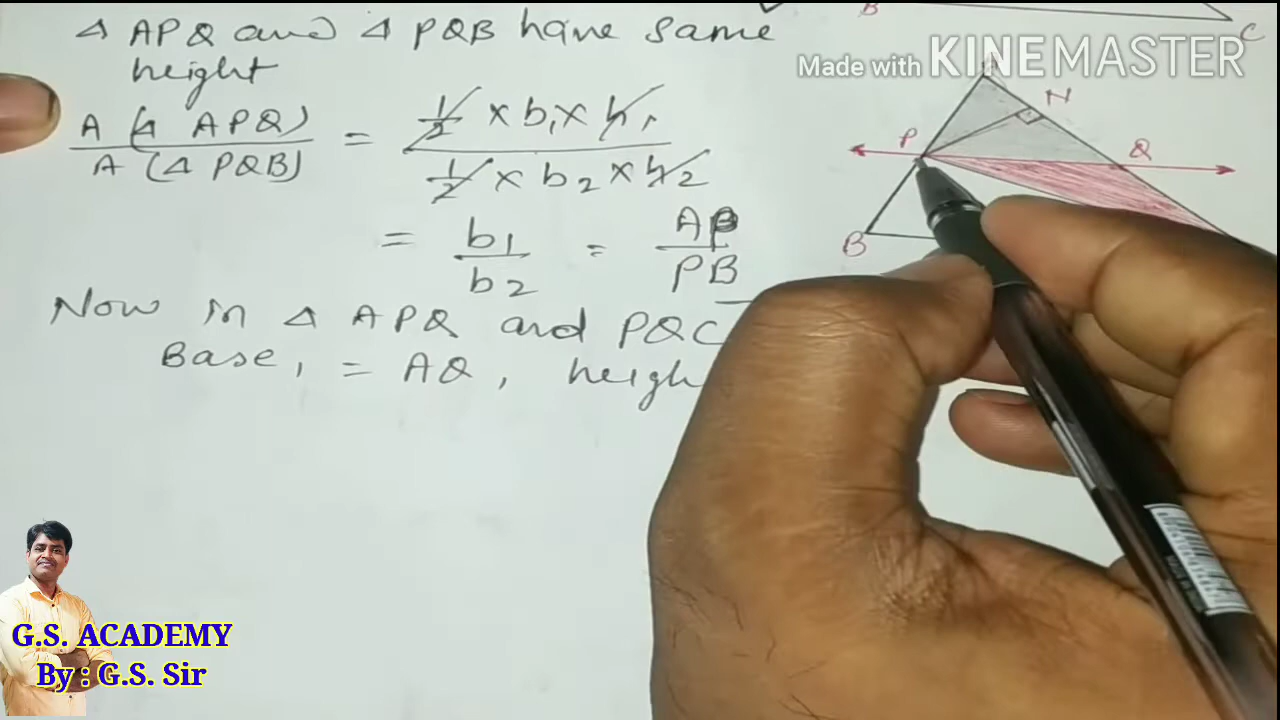 △ APQ and △ PQB have same
height
A (△ APQ) / A (△ PQB) = 1/2 × b1 × h1 / 1/2 × b2 × h2
= b1 / b2 = AP / PB
Now in △ APQ and PQC
Base1 = AQ, heigh
B
C
Made with KINEMASTER
N
P
Q
B
G.S. ACADEMY
By : G.S. Sir